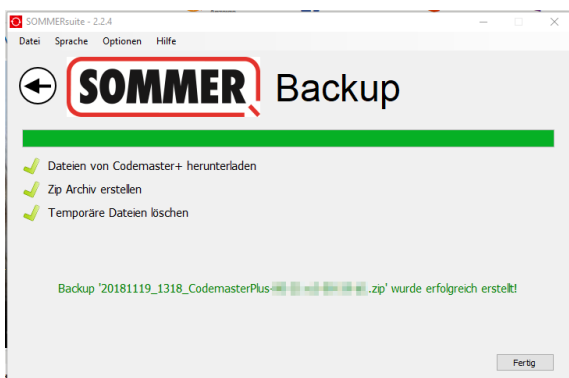 SOMMERsuite - 2.2.4
Datei Sprache Optionen Hilfe
SOMMER Backup
Dateien von Codemaster+ herunterladen
Zip Archiv erstellen
Temporäre Dateien löschen
Backup '20181119_1318_CodemasterPlus- .zip' wurde erfolgreich erstellt!
Fertig